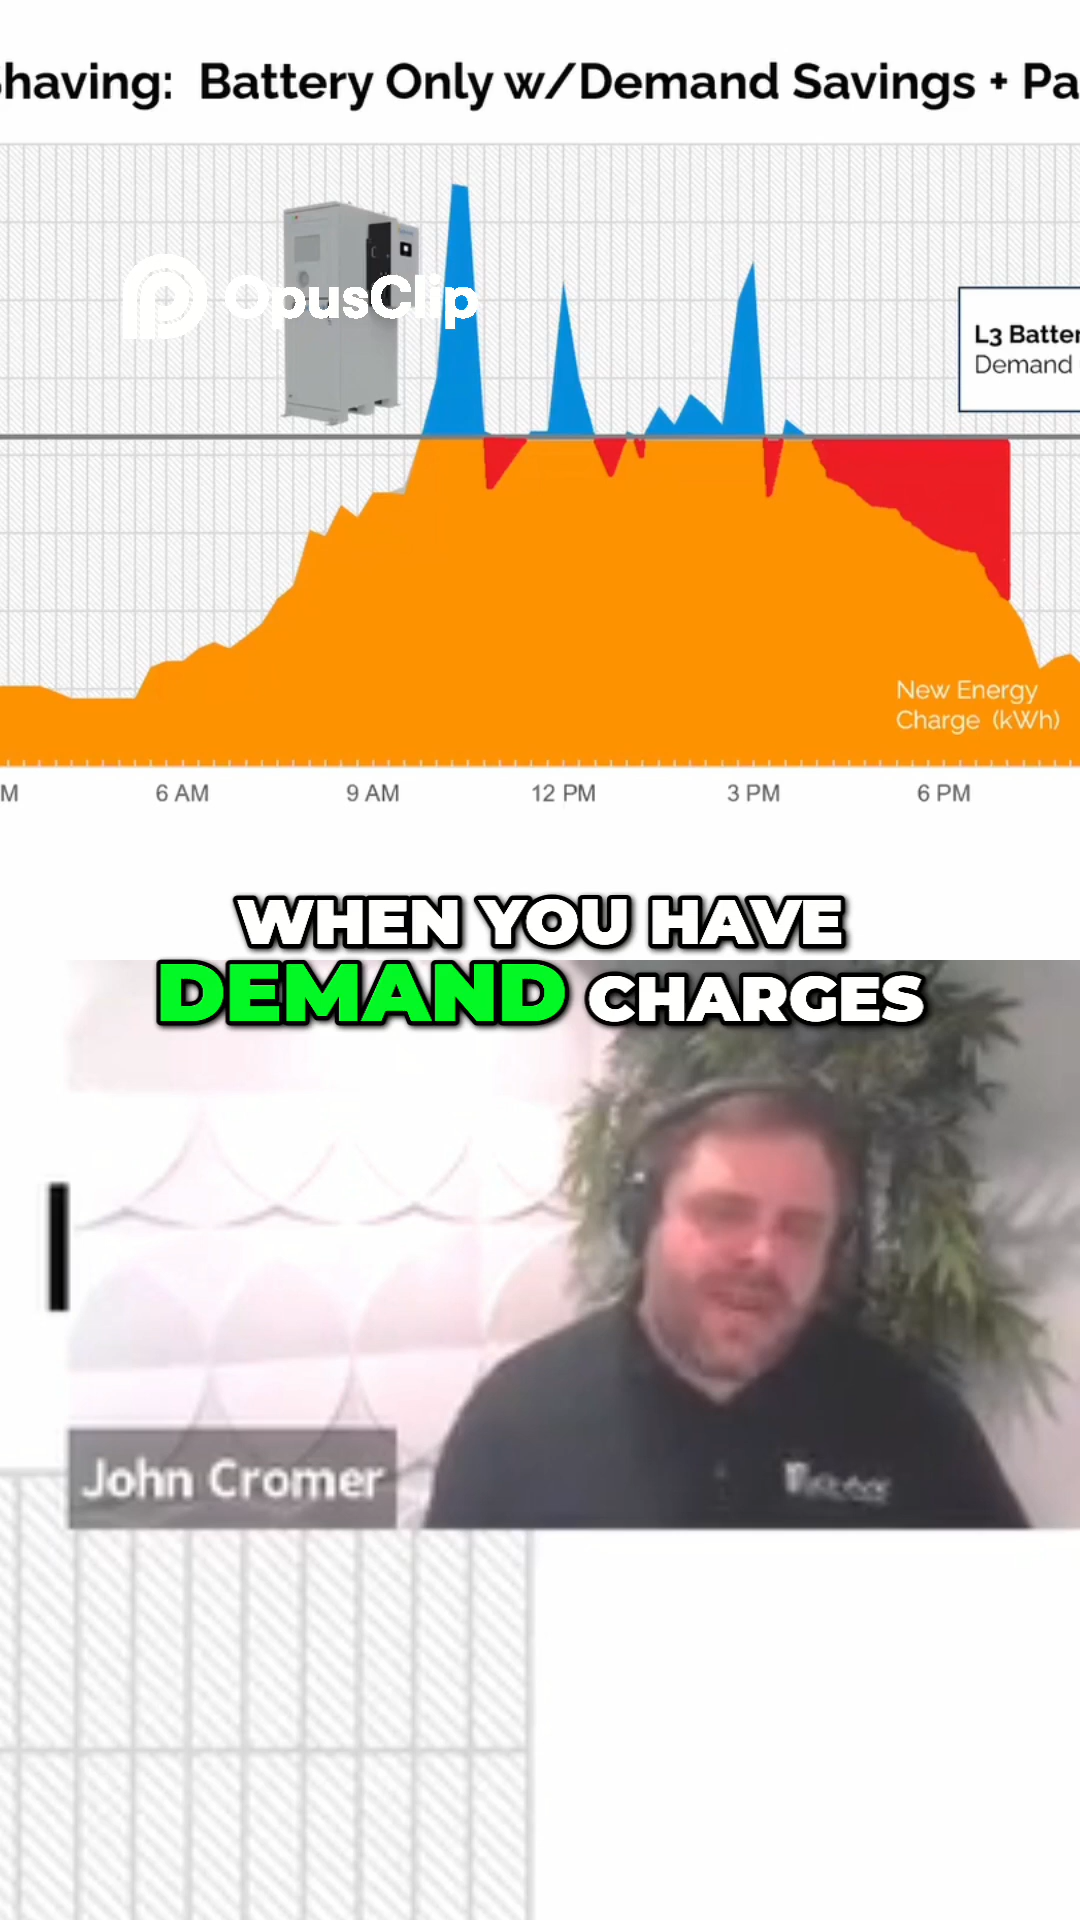 having: Battery Only w/Demand Savings + Pa
OpusClip
L3 Batter
Demand
New Energy
Charge (kWh)
M 6 AM 9 AM 12 PM 3 PM 6 PM
WHEN YOU HAVE
DEMAND CHARGES
John Cromer